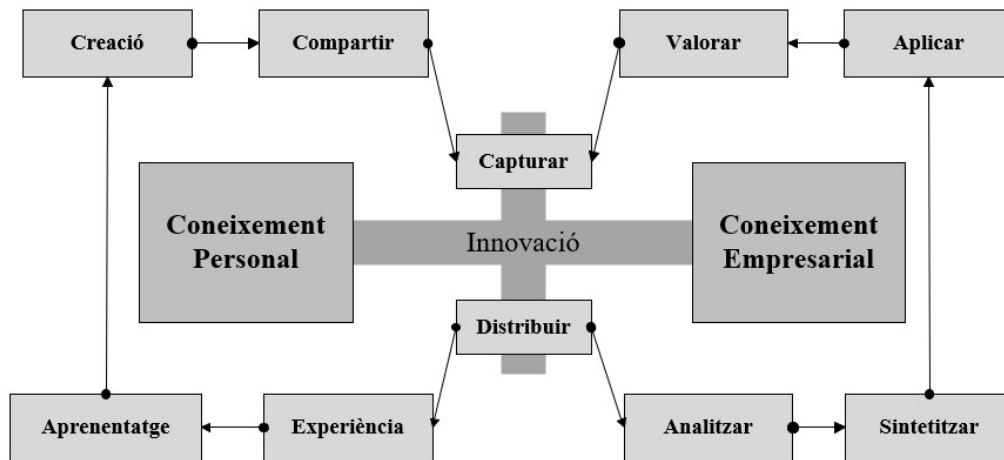 Creació
Compartir
Valorar
Aplicar
Capturar
Coneixement
Personal
Innovació
Coneixement
Empresarial
Distribuir
Aprenentatge
Experiència
Analitzar
Sintetitzar